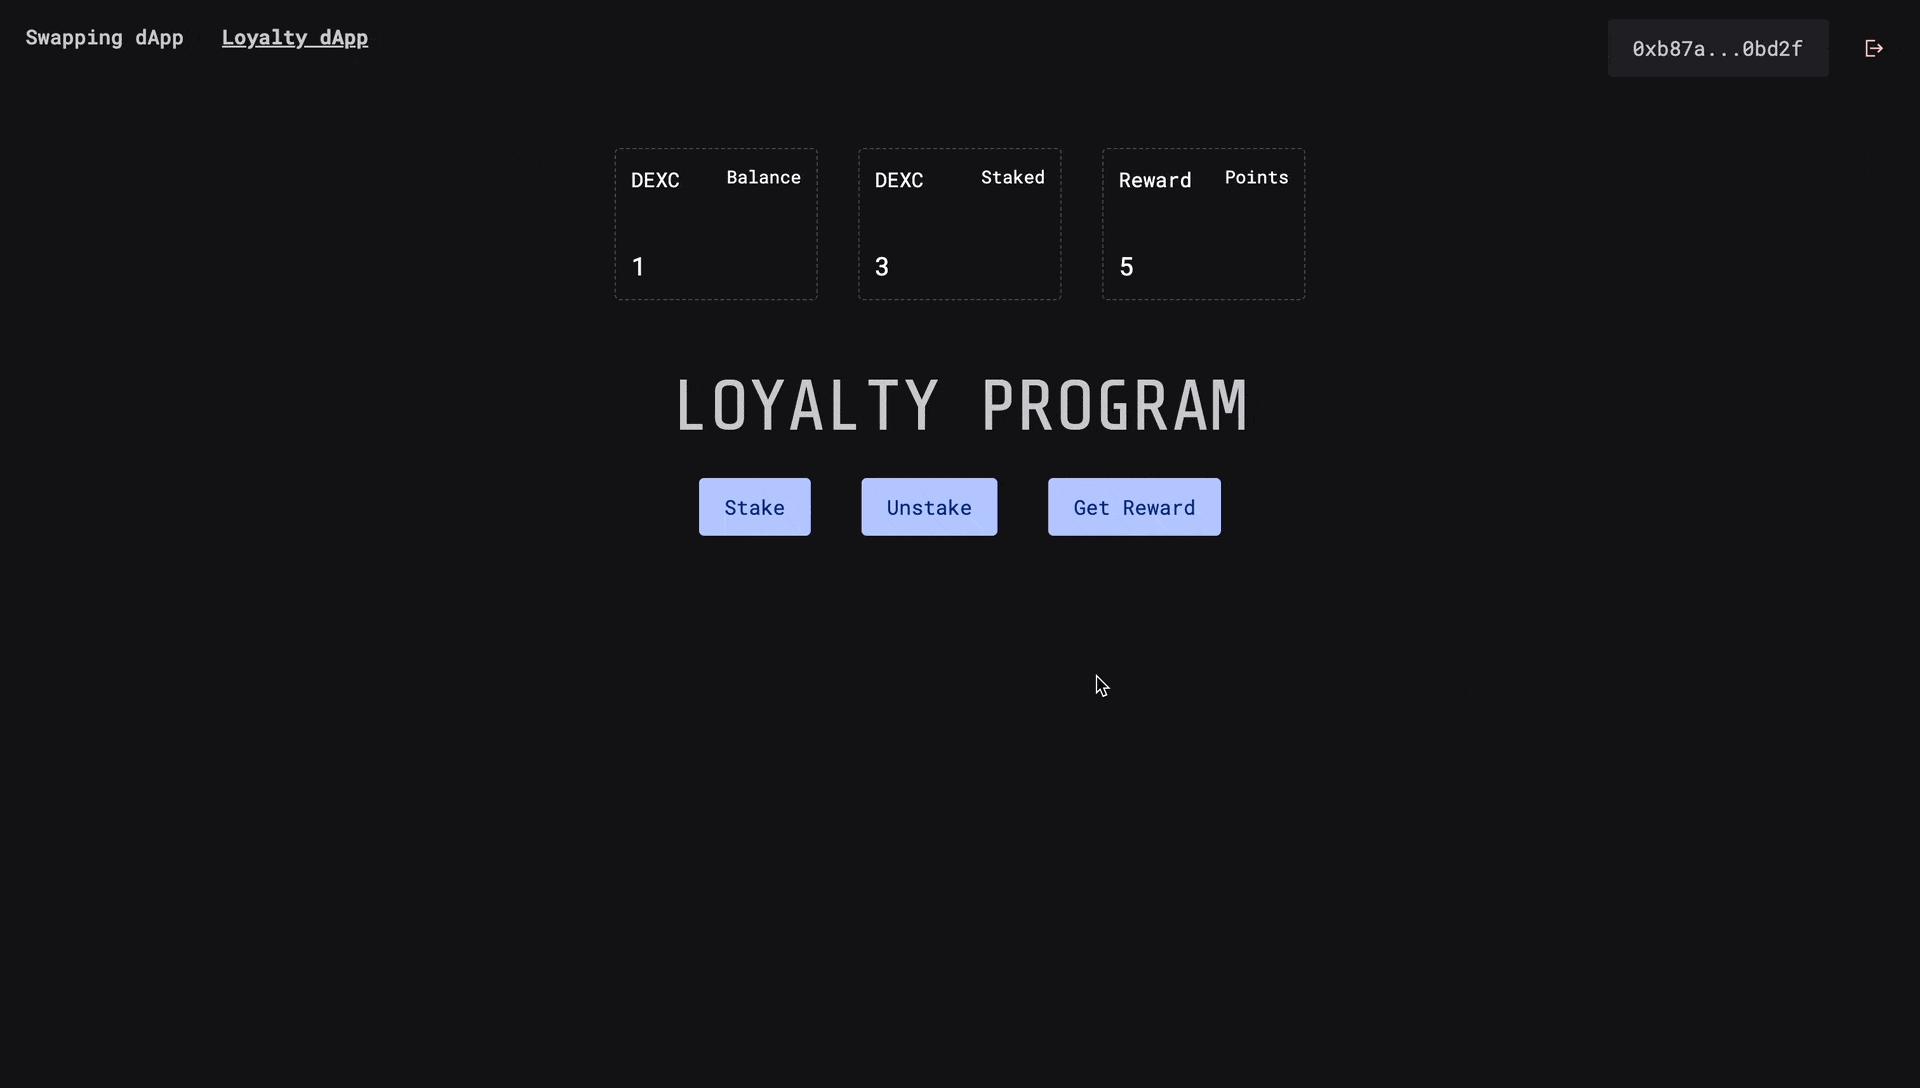 Swapping dApp Loyalty dApp 0xb87a...0bd2f
DEXC Balance DEXC Staked Reward Points
1 3 5
LOYALTY PROGRAM
Stake Unstake Get Reward